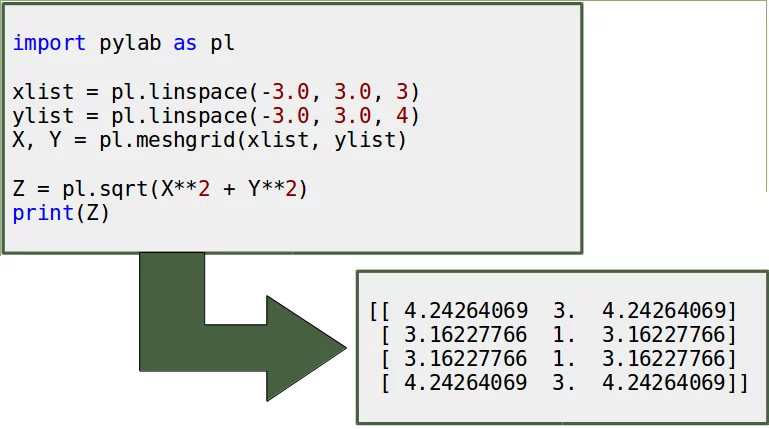 import pylab as pl
xlist = pl.linspace(-3.0, 3.0, 3)
ylist = pl.linspace(-3.0, 3.0, 4)
X, Y = pl.meshgrid(xlist, ylist)
Z = pl.sqrt(X**2 + Y**2)
print(Z)
[[ 4.24264069  3.  4.24264069]
 [ 3.16227766  1.  3.16227766]
 [ 3.16227766  1.  3.16227766]
 [ 4.24264069  3.  4.24264069]]